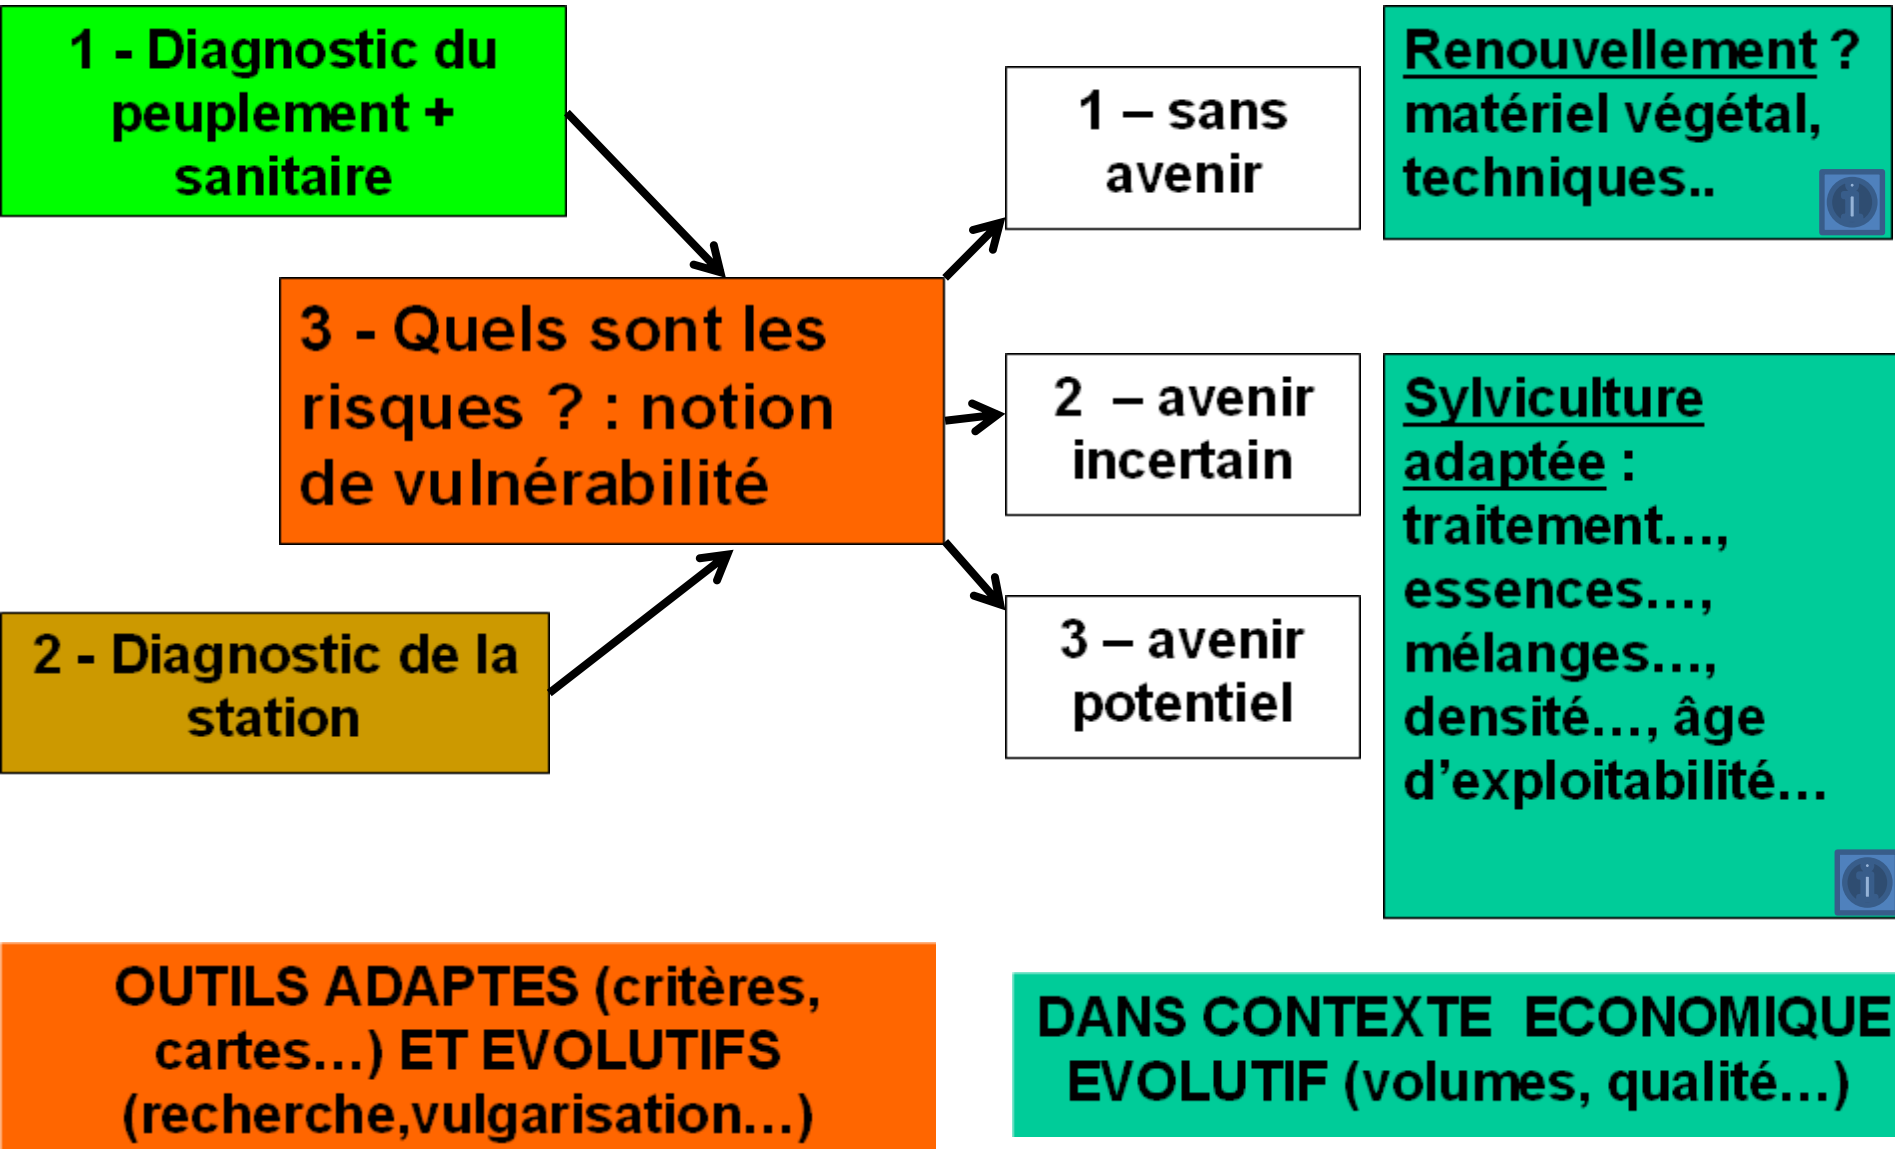 1 - Diagnostic du
peuplement +
sanitaire
1 – sans
avenir
Renouvellement ?
matériel végétal,
techniques..
3 - Quels sont les
risques ? : notion
de vulnérabilité
2 – avenir
incertain
Sylviculture
adaptée :
traitement…,
essences…,
mélanges…,
densité…, âge
d’exploitabilité…
2 - Diagnostic de la
station
3 – avenir
potentiel
OUTILS ADAPTES (critères,
cartes…) ET EVOLUTIFS
(recherche,vulgarisation…)
DANS CONTEXTE ECONOMIQUE
EVOLUTIF (volumes, qualité…)